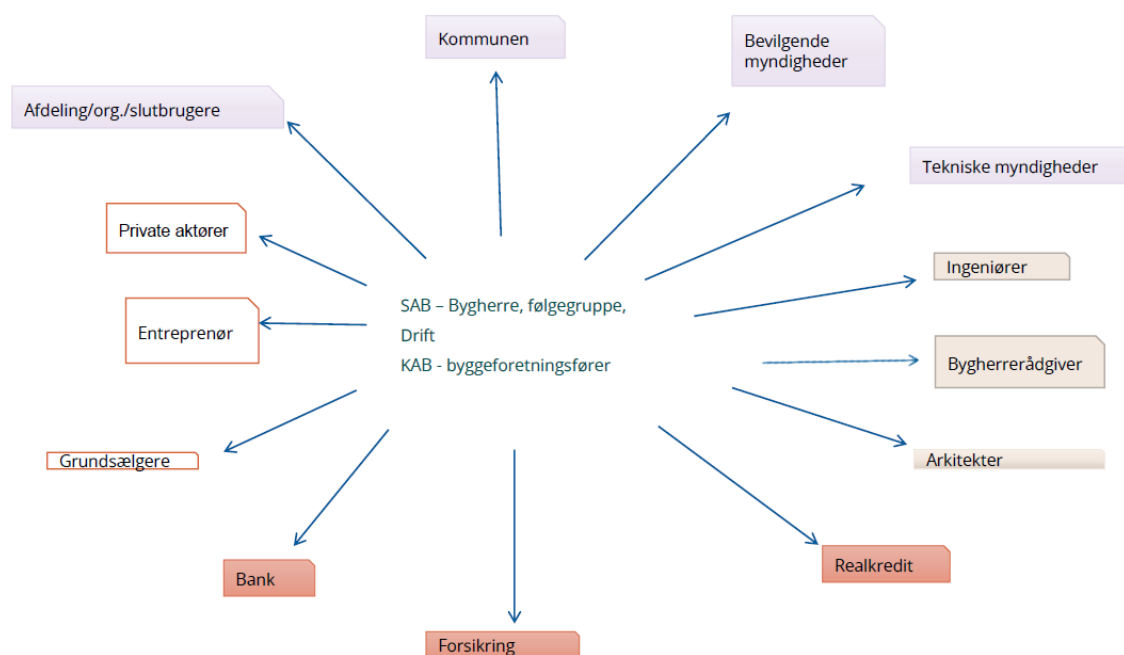 Kommunen
Bevilgende
myndigheder
Afdeling/org./slutbrugere
Tekniske myndigheder
Private aktører
Ingeniører
SAB – Bygherre, følgegruppe,
Drift
KAB - byggeforretningsfører
Entreprenør
Bygherrerådgiver
Grundsælgere
Arkitekter
Bank
Realkredit
Forsikring